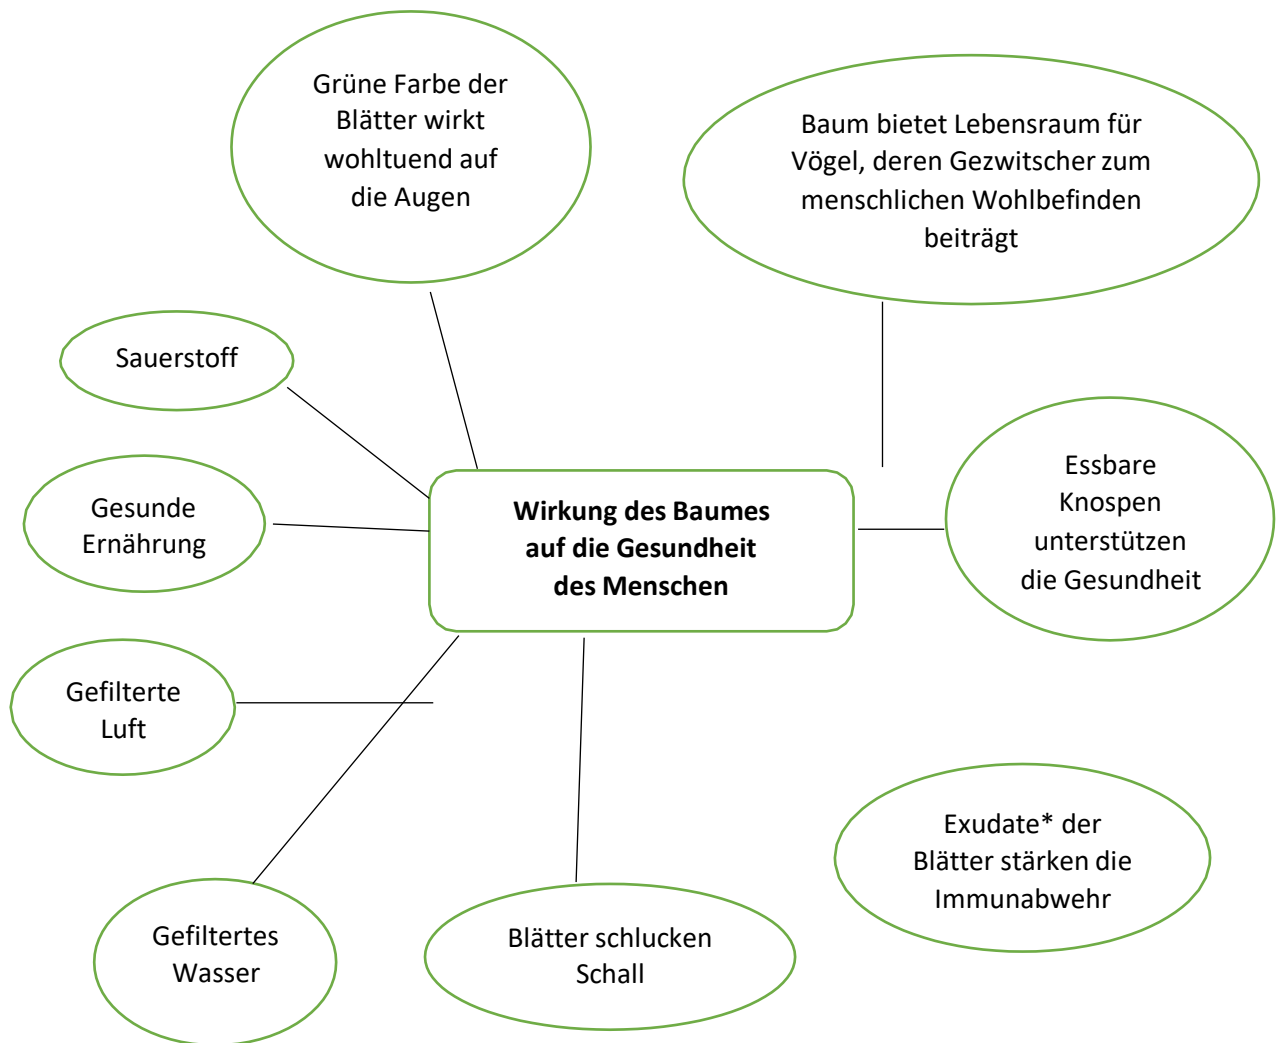 Grüne Farbe der
Blätter wirkt
wohltuend auf
die Augen
Baum bietet Lebensraum für
Vögel, deren Gezwitscher zum
menschlichen Wohlbefinden
beiträgt
Sauerstoff
Gesunde
Ernährung
Wirkung des Baumes
auf die Gesundheit
des Menschen
Essbare
Knospen
unterstützen
die Gesundheit
Gefilterte
Luft
Exudate* der
Blätter stärken die
Immunabwehr
Gefiltertes
Wasser
Blätter schlucken
Schall